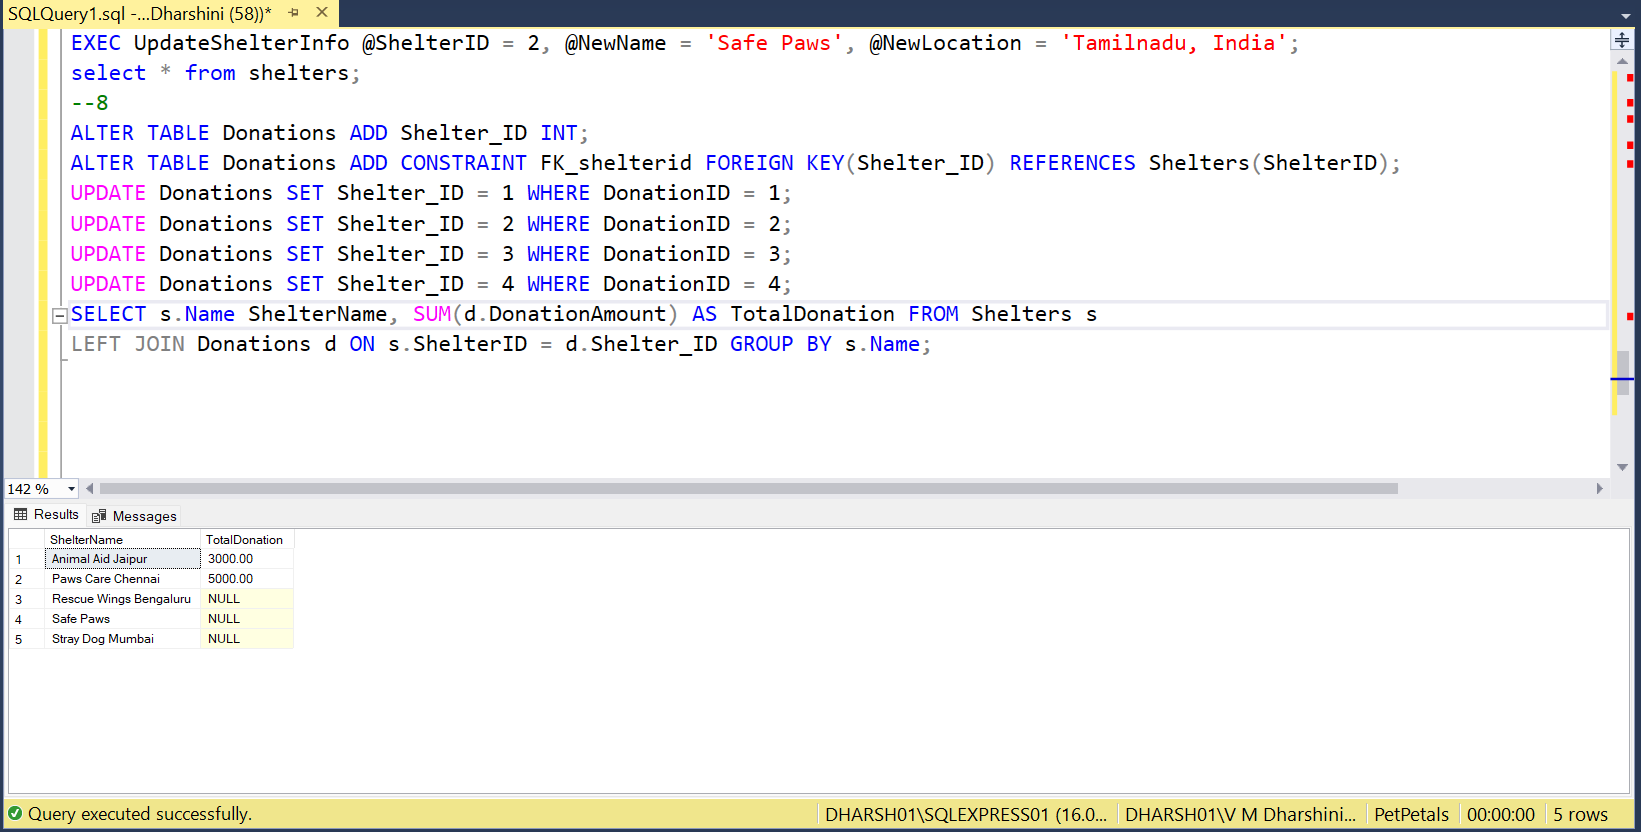 SQLQuery1.sql -...Dharshini (58))*
EXEC UpdateShelterInfo @ShelterID = 2, @NewName = 'Safe Paws', @NewLocation = 'Tamilnadu, India';
select * from shelters;
--8
ALTER TABLE Donations ADD Shelter_ID INT;
ALTER TABLE Donations ADD CONSTRAINT FK_shelterid FOREIGN KEY(Shelter_ID) REFERENCES Shelters(ShelterID);
UPDATE Donations SET Shelter_ID = 1 WHERE DonationID = 1;
UPDATE Donations SET Shelter_ID = 2 WHERE DonationID = 2;
UPDATE Donations SET Shelter_ID = 3 WHERE DonationID = 3;
UPDATE Donations SET Shelter_ID = 4 WHERE DonationID = 4;
SELECT s.Name ShelterName, SUM(d.DonationAmount) AS TotalDonation FROM Shelters s
LEFT JOIN Donations d ON s.ShelterID = d.Shelter_ID GROUP BY s.Name;
142 %
Results Messages
ShelterName TotalDonation
1 Animal Aid Jaipur 3000.00
2 Paws Care Chennai 5000.00
3 Rescue Wings Bengaluru NULL
4 Safe Paws NULL
5 Stray Dog Mumbai NULL
Query executed successfully. DHARSH01\SQLEXPRESS01 (16.0... DHARSH01\V M Dharshini... PetPetals 00:00:00 5 rows